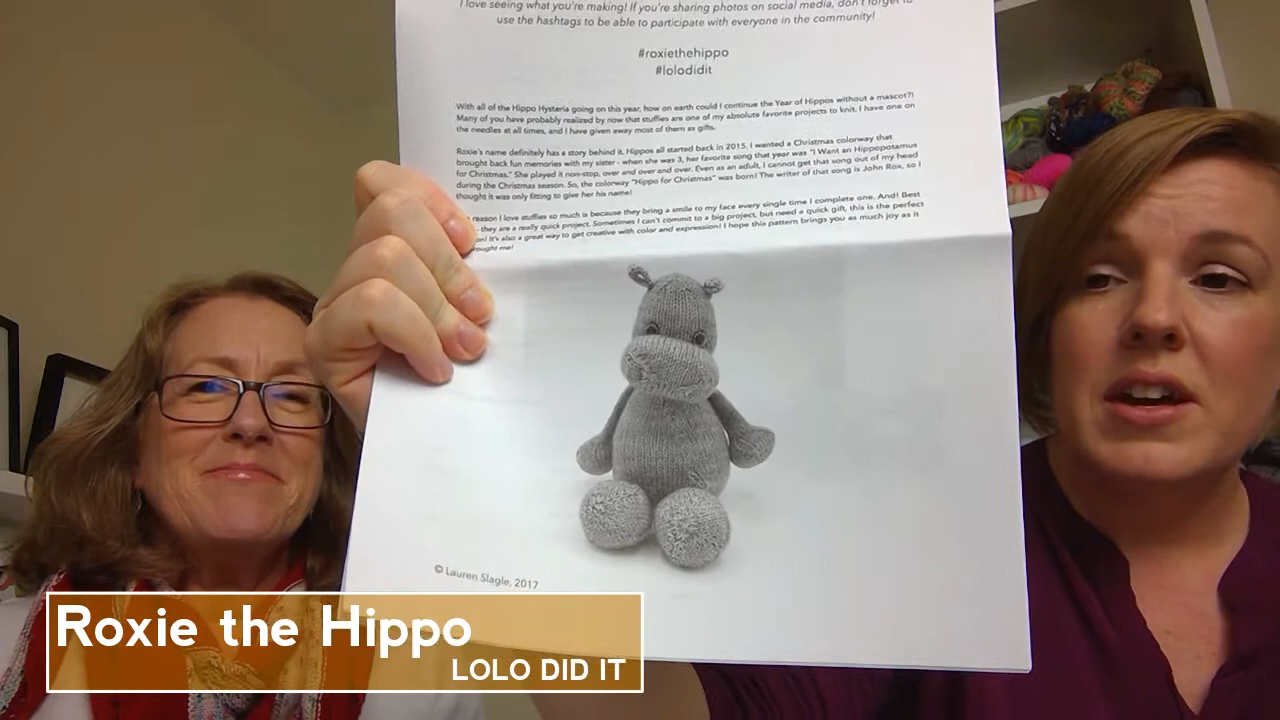 I love seeing what you're making! If you're sharing photos on social media, don't forget to
use the hashtags to be able to participate with everyone in the community!
#roxiethehippo
#lolodidit
With all of the Hippo Hysteria going on this year, how on earth could I continue the Year of Hippos without a mascot?!
Many of you have probably realized by now that stuffies are one of my absolute favorite projects to knit. I have one on
the needles at all times, and I have given away most of them as gifts.
Roxie's name definitely has a story behind it. Hippos all started back in 2015. I wanted a Christmas colorway that
brought back fun memories with my sister - when she was 3, her favorite song that year was "I Want an Hippopotamus
for Christmas." She played it non-stop, over and over and over. Even as an adult, I cannot get that song out of my head
during the Christmas season. So, the colorway "Hippo for Christmas" was born! The writer of that song is John Rox, so I
thought it was only fitting to give her his name!
reason I love stuffies so much is because they bring a smile to my face every single time I complete one. And! Best
- they are a really quick project. Sometimes I can't commit to a big project, but need a quick gift, this is the perfect
on! It's also a great way to get creative with color and expression! I hope this pattern brings you as much joy as it
ought me!
© Lauren Slagle, 2017
Roxie the Hippo
LOLO DID IT